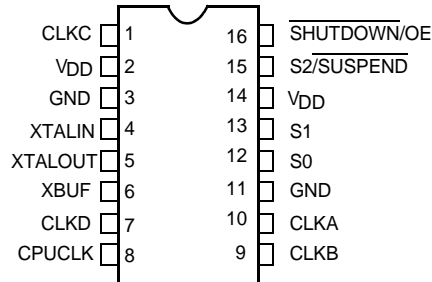 CLKC 1 16 SHUTDOWN/OE
VDD 2 15 S2/SUSPEND
GND 3 14 VDD
XTALIN 4 13 S1
XTALOUT 5 12 S0
XBUF 6 11 GND
CLKD 7 10 CLKA
CPUCLK 8 9 CLKB